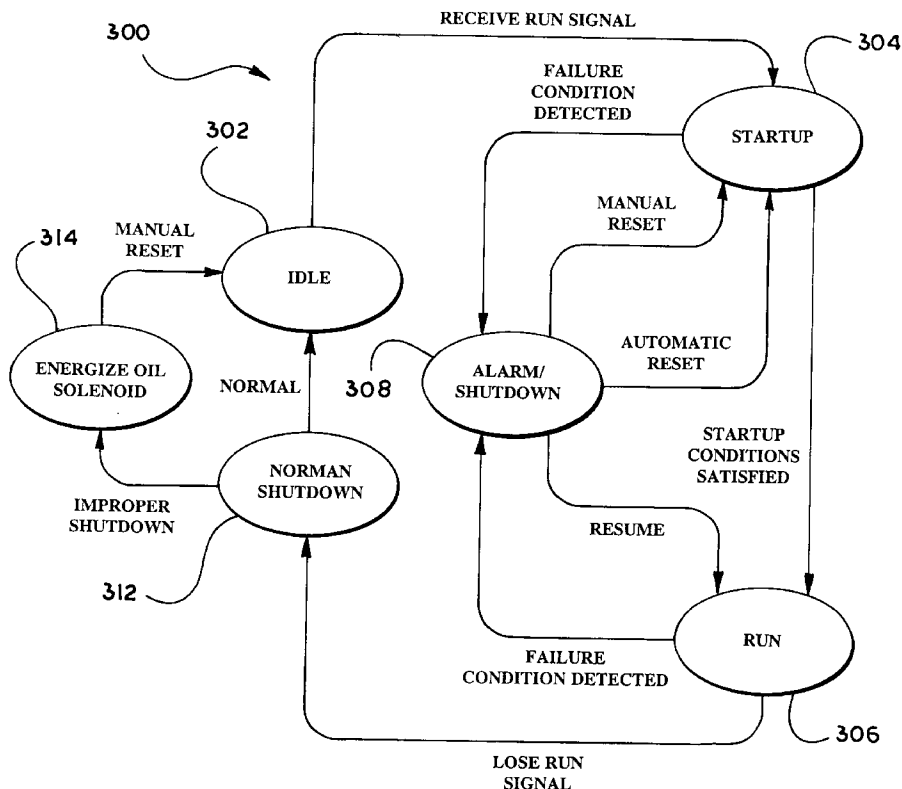 RECEIVE RUN SIGNAL
300
304
FAILURE
CONDITION
DETECTED
302
STARTUP
MANUAL
RESET
314
MANUAL
RESET
IDLE
ENERGIZE OIL
SOLENOID
308
ALARM/
SHUTDOWN
AUTOMATIC
RESET
NORMAL
STARTUP
CONDITIONS
SATISFIED
NORMAN
SHUTDOWN
IMPROPER
SHUTDOWN
RESUME
312
RUN
FAILURE
CONDITION DETECTED
306
LOSE RUN
SIGNAL